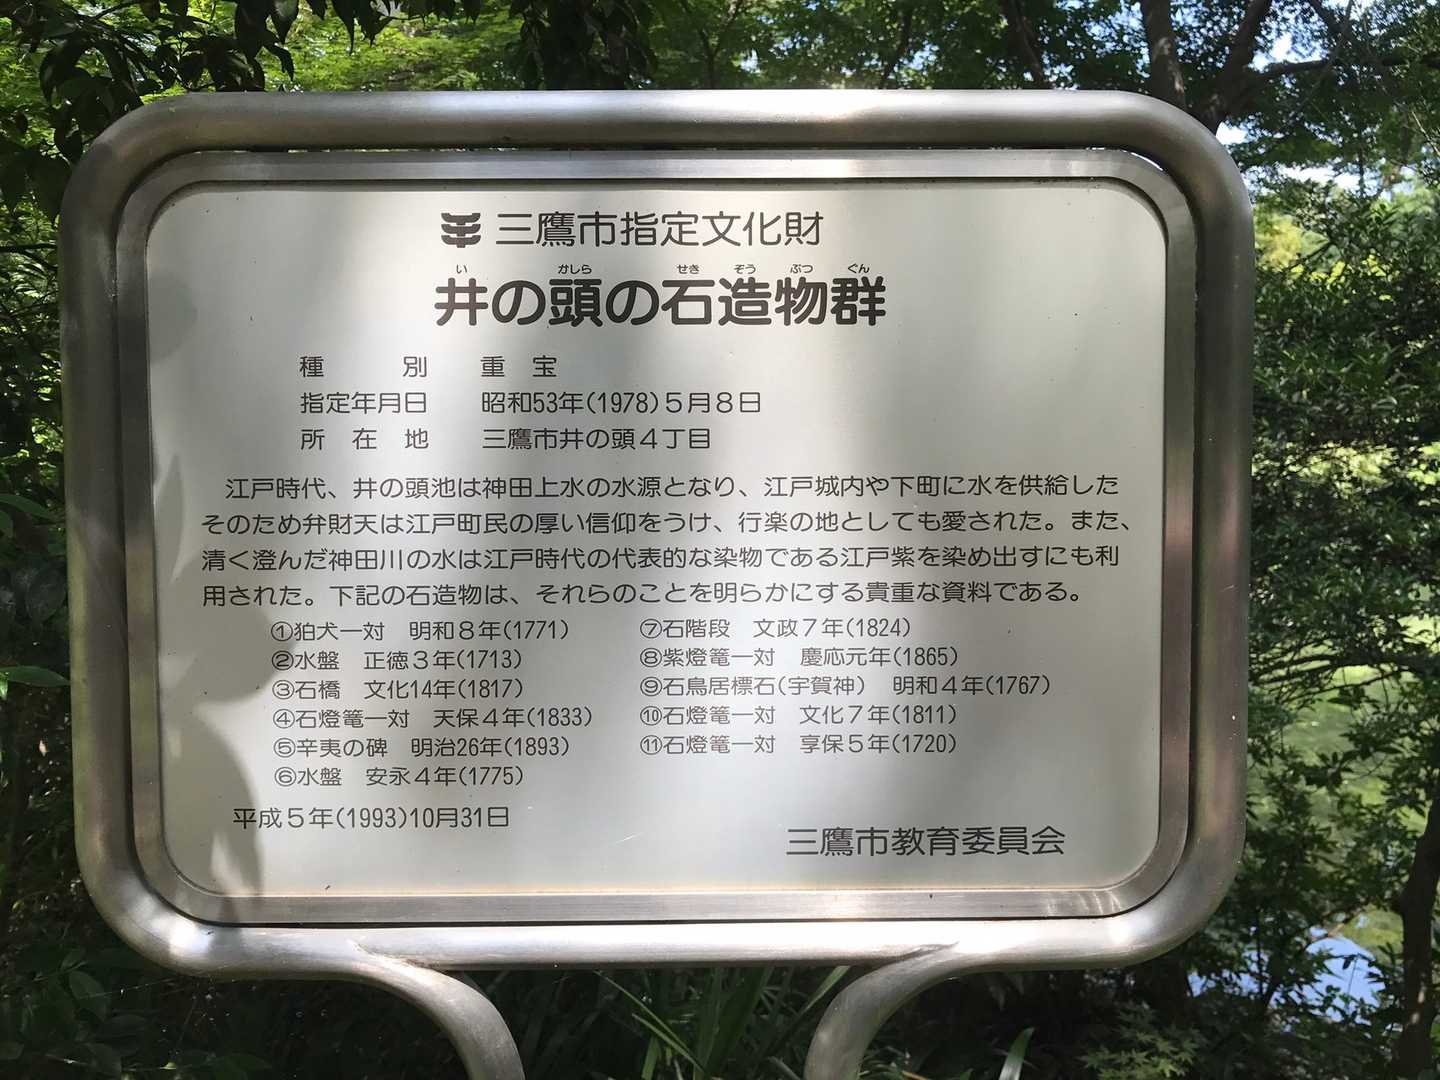 三鷹市指定文化財
い かしら せき ぞう ぶつ ぐん
井の頭の石造物群
種別 重宝
指定年月日 昭和53年(1978)5月8日
所在地 三鷹市井の頭4丁目
江戸時代、井の頭池は神田上水の水源となり、江戸城内や下町に水を供給した
そのため弁財天は江戸町民の厚い信仰をうけ、行楽の地としても愛された。また、
清く澄んだ神田川の水は江戸時代の代表的な染物である江戸紫を染め出すにも利
用された。下記の石造物は、それらのことを明らかにする貴重な資料である。
①狛犬一対 明和8年(1771)
②水盤 正徳3年(1713)
③石橋 文化14年(1817)
④石燈篭一対 天保4年(1833)
⑤辛夷の碑 明治26年(1893)
⑥水盤 安永4年(1775)
⑦石階段 文政7年(1824)
⑧紫燈篭一対 慶応元年(1865)
⑨石鳥居標石(宇賀神) 明和4年(1767)
⑩石燈篭一対 文化7年(1811)
⑪石燈篭一対 享保5年(1720)
平成5年(1993)10月31日
三鷹市教育委員会